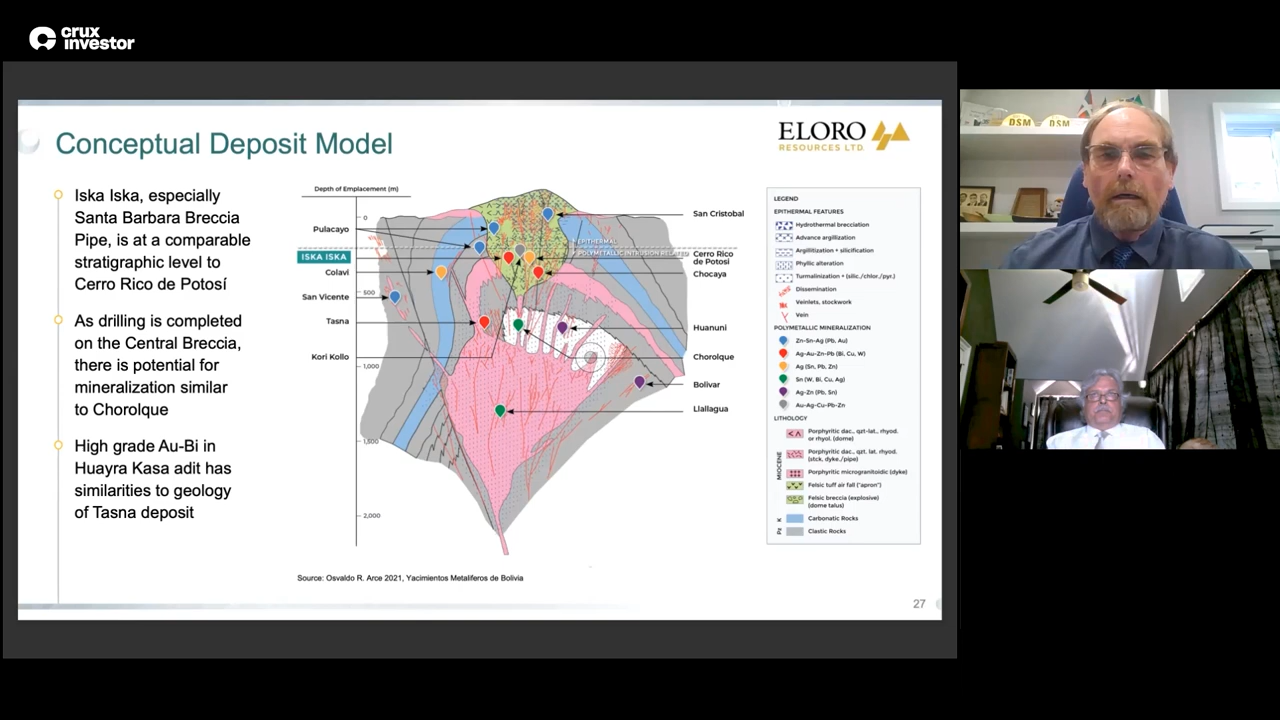 crux
investor
Conceptual Deposit Model
ELORO
RESOURCES LTD.
Iska Iska, especially
Santa Barbara Breccia
Pipe, is at a comparable
stratigraphic level to
Cerro Rico de Potosí
As drilling is completed
on the Central Breccia,
there is potential for
mineralization similar
to Chorolque
High grade Au-Bi in
Huayra Kasa adit has
similarities to geology
of Tasna deposit
Depth of Emplacement (m)
0
500
1,000
1,500
2,000
Pulacayo
ISKA ISKA
Colavi
San Vicente
Tasna
Kori Kollo
EPITHERMAL
POLYMETALLIC INTRUSION RELATED
San Cristobal
Cerro Rico
de Potosi
Chocaya
Huanuni
Chorolque
Bolivar
Llallagua
LEGEND
EPITHERMAL FEATURES
Hydrothermal brecciation
Advance argillization
Argillitization + silicification
Phyllic alteration
Turmalinization + (silic./chlor./pyr.)
Dissemination
Veinlets, stockwork
Vein
POLYMETALLIC MINERALIZATION
Zn-Sn-Ag (Pb, Au)
Ag-Au-Zn-Pb (Bi, Cu, W)
Ag (Sn, Pb, Zn)
Sn (W, Bi, Cu, Ag)
Ag-Zn (Pb, Sn)
Au-Ag-Cu-Pb-Zn
LITHOLOGY
MIOCENE
Porphyritic dac., qzt-lat., rhyod.
or rhyol. (dome)
Porphyritic dac., qzt. lat. rhyod.
(stck, dyke,/pipe)
Porphyritic microgranitoidic (dyke)
Felsic tuff air fall ("apron")
Felsic breccia (explosive)
(dome talus)
K
Carbonatic Rocks
Pz
Clastic Rocks
Source: Osvaldo R. Arce 2021, Yacimientos Metaliferos de Bolivia
27
DSM
DSM